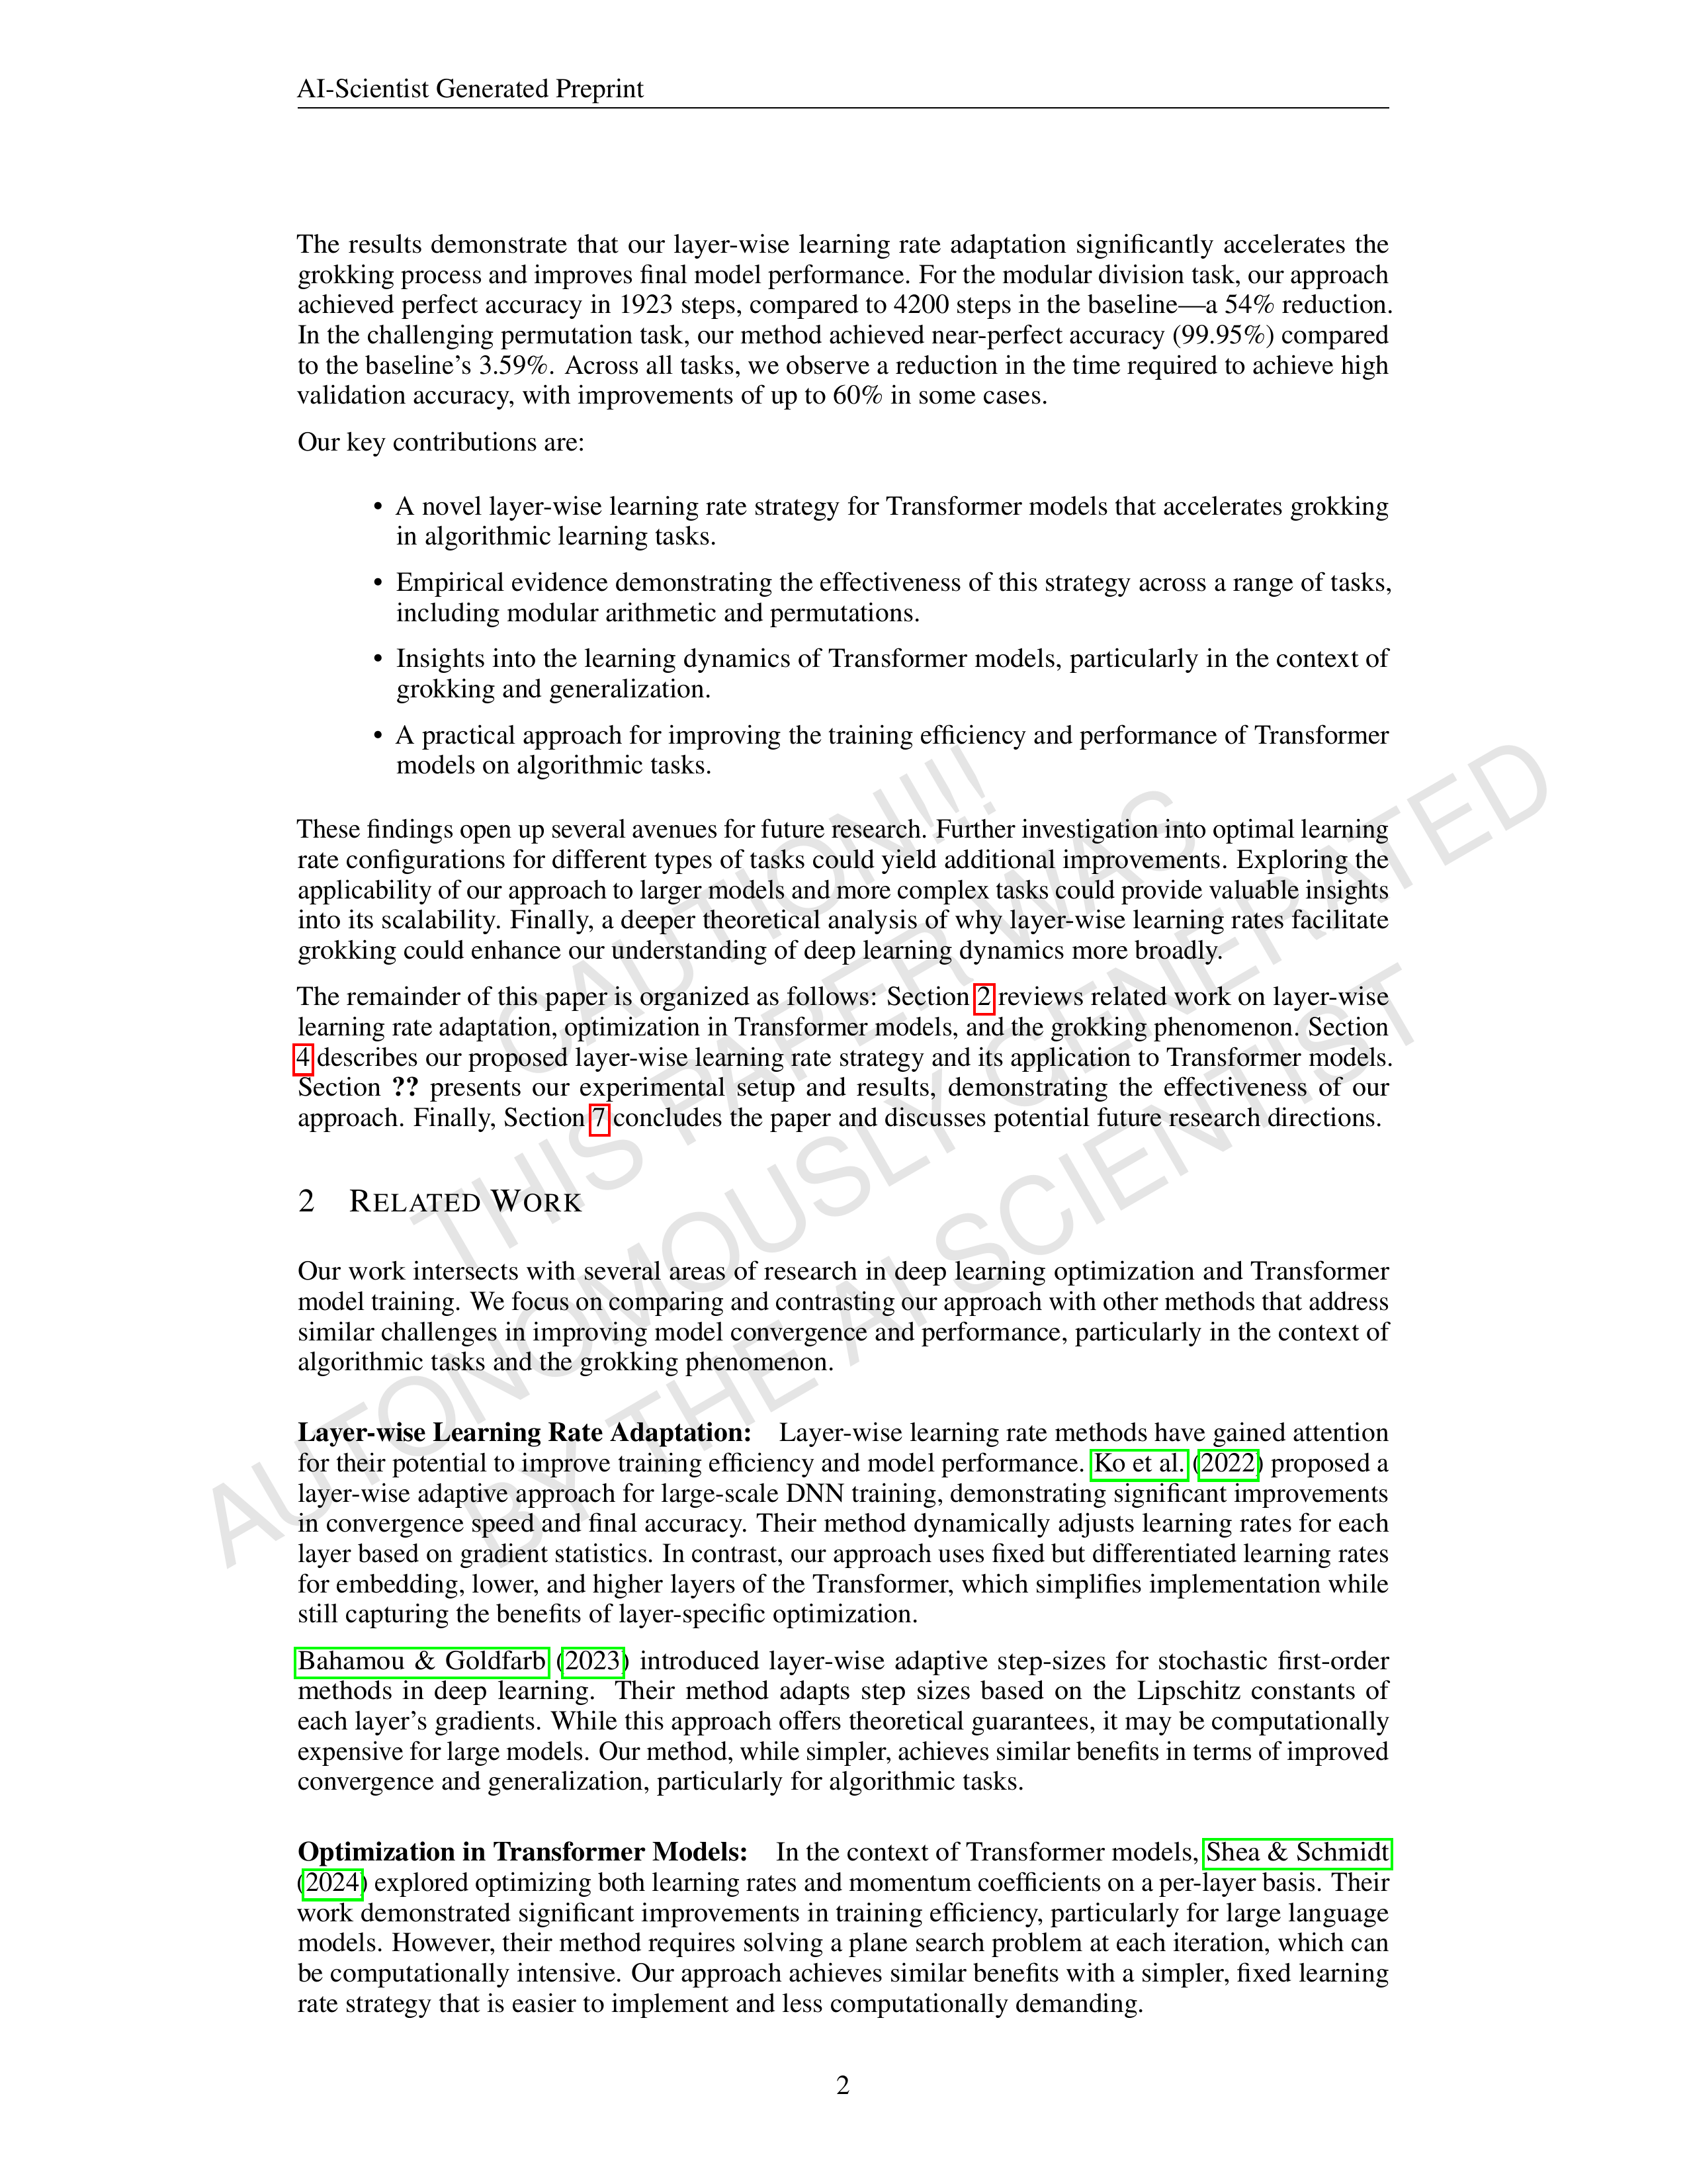 AI-Scientist Generated Preprint
The results demonstrate that our layer-wise learning rate adaptation significantly accelerates the
grokking process and improves final model performance. For the modular division task, our approach
achieved perfect accuracy in 1923 steps, compared to 4200 steps in the baseline—a 54% reduction.
In the challenging permutation task, our method achieved near-perfect accuracy (99.95%) compared
to the baseline's 3.59%. Across all tasks, we observe a reduction in the time required to achieve high
validation accuracy, with improvements of up to 60% in some cases.
Our key contributions are:
• A novel layer-wise learning rate strategy for Transformer models that accelerates grokking
in algorithmic learning tasks.
• Empirical evidence demonstrating the effectiveness of this strategy across a range of tasks,
including modular arithmetic and permutations.
• Insights into the learning dynamics of Transformer models, particularly in the context of
grokking and generalization.
• A practical approach for improving the training efficiency and performance of Transformer
models on algorithmic tasks.
These findings open up several avenues for future research. Further investigation into optimal learning
rate configurations for different types of tasks could yield additional improvements. Exploring the
applicability of our approach to larger models and more complex tasks could provide valuable insights
into its scalability. Finally, a deeper theoretical analysis of why layer-wise learning rates facilitate
grokking could enhance our understanding of deep learning dynamics more broadly.
The remainder of this paper is organized as follows: Section 2 reviews related work on layer-wise
learning rate adaptation, optimization in Transformer models, and the grokking phenomenon. Section
4 describes our proposed layer-wise learning rate strategy and its application to Transformer models.
Section ?? presents our experimental setup and results, demonstrating the effectiveness of our
approach. Finally, Section 7 concludes the paper and discusses potential future research directions.
2 RELATED WORK
Our work intersects with several areas of research in deep learning optimization and Transformer
model training. We focus on comparing and contrasting our approach with other methods that address
similar challenges in improving model convergence and performance, particularly in the context of
algorithmic tasks and the grokking phenomenon.
Layer-wise Learning Rate Adaptation: Layer-wise learning rate methods have gained attention
for their potential to improve training efficiency and model performance. Ko et al. (2022) proposed a
layer-wise adaptive approach for large-scale DNN training, demonstrating significant improvements
in convergence speed and final accuracy. Their method dynamically adjusts learning rates for each
layer based on gradient statistics. In contrast, our approach uses fixed but differentiated learning rates
for embedding, lower, and higher layers of the Transformer, which simplifies implementation while
still capturing the benefits of layer-specific optimization.
Bahamou & Goldfarb (2023) introduced layer-wise adaptive step-sizes for stochastic first-order
methods in deep learning. Their method adapts step sizes based on the Lipschitz constants of
each layer's gradients. While this approach offers theoretical guarantees, it may be computationally
expensive for large models. Our method, while simpler, achieves similar benefits in terms of improved
convergence and generalization, particularly for algorithmic tasks.
Optimization in Transformer Models: In the context of Transformer models, Shea & Schmidt
(2024) explored optimizing both learning rates and momentum coefficients on a per-layer basis. Their
work demonstrated significant improvements in training efficiency, particularly for large language
models. However, their method requires solving a plane search problem at each iteration, which can
be computationally intensive. Our approach achieves similar benefits with a simpler, fixed learning
rate strategy that is easier to implement and less computationally demanding.
2
CAUTION!!!
THIS PAPER WAS
AUTONOMOUSLY GENERATED
BY THE AI SCIENTIST